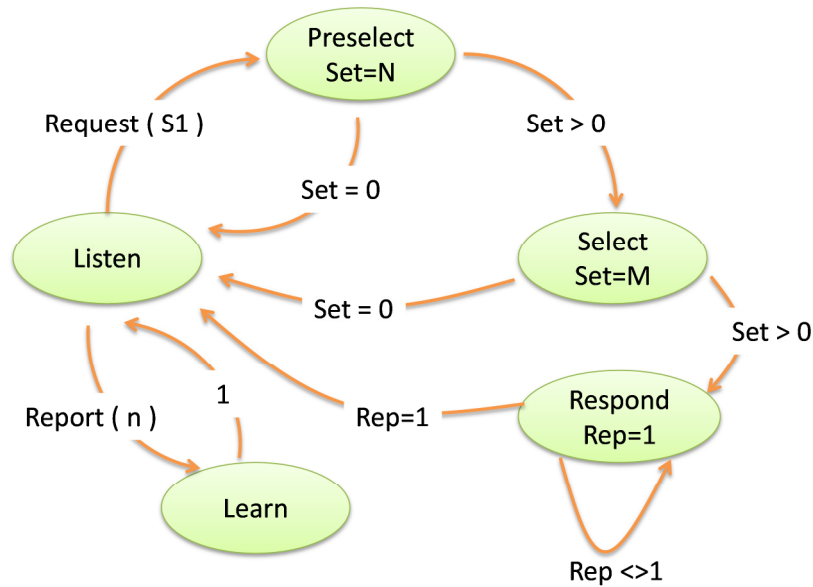 Preselect
Set=N
Request ( S1 )
Set > 0
Set = 0
Listen
Select
Set=M
Set = 0
Set > 0
Report ( n )
1
Rep=1
Respond
Rep=1
Learn
Rep <>1